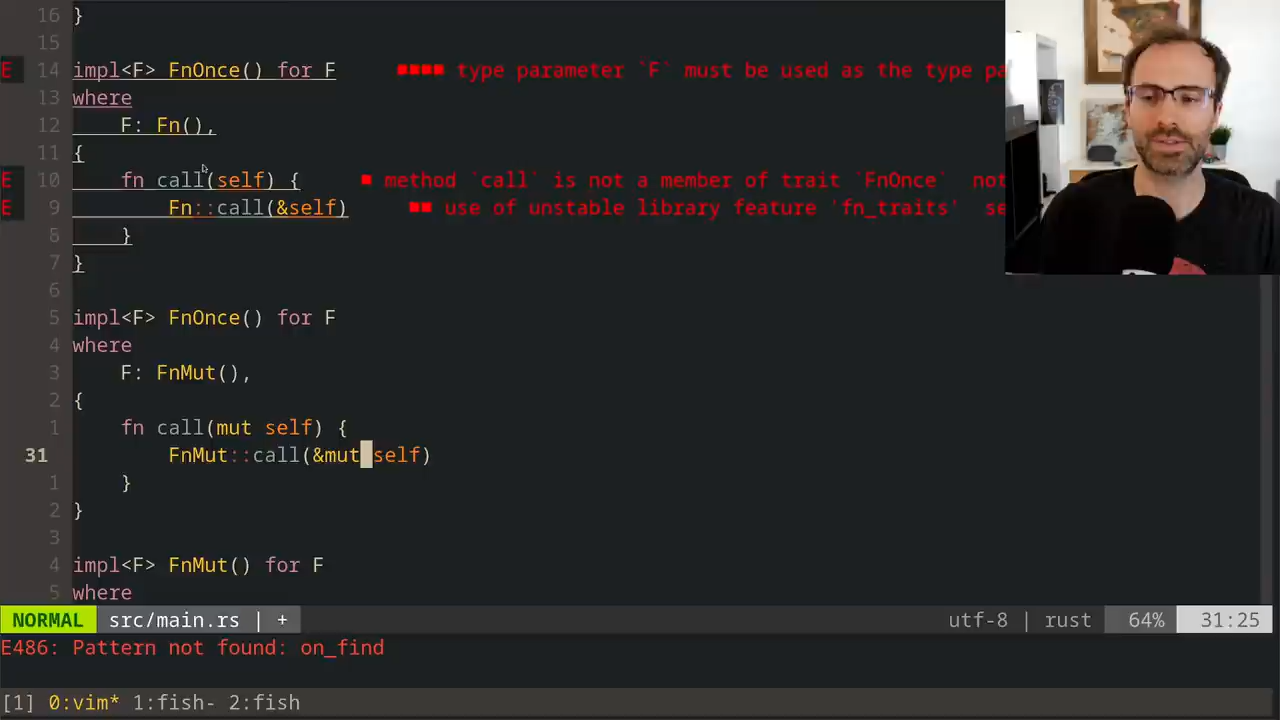 16 }
15
E 14 impl<F> FnOnce() for F ■■■■ type parameter `F` must be used as the type pa
13 where
12 F: Fn(),
11 {
E 10 fn call(self) { ■ method `call` is not a member of trait `FnOnce` not
E 9 Fn::call(&self) ■■ use of unstable library feature 'fn_traits' se
8 }
7 }
6
5 impl<F> FnOnce() for F
4 where
3 F: FnMut(),
2 {
1 fn call(mut self) {
31 FnMut::call(&mut self)
1 }
2 }
3
4 impl<F> FnMut() for F
5 where
NORMAL src/main.rs | + utf-8 | rust 64% 31:25
E486: Pattern not found: on_find
[1] 0:vim* 1:fish- 2:fish